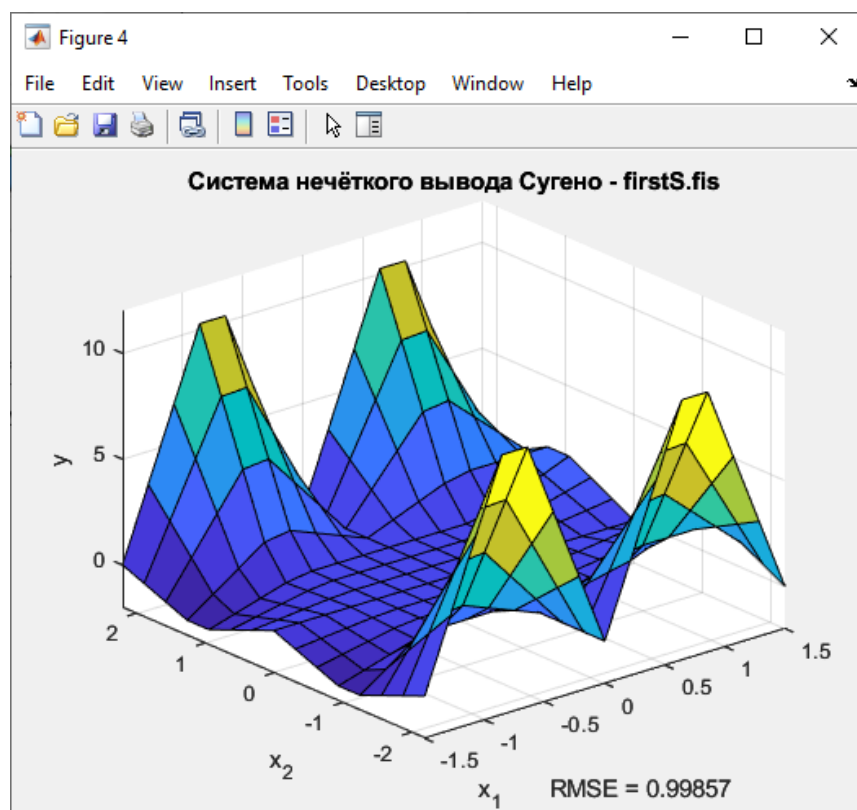 Figure 4
File Edit View Insert Tools Desktop Window Help
Система нечёткого вывода Сугено - firstS.fis
10
5
0
y
2
1
0
-1
-2
x₂
-1.5
-1
-0.5
0
0.5
1
1.5
x₁
RMSE = 0.99857